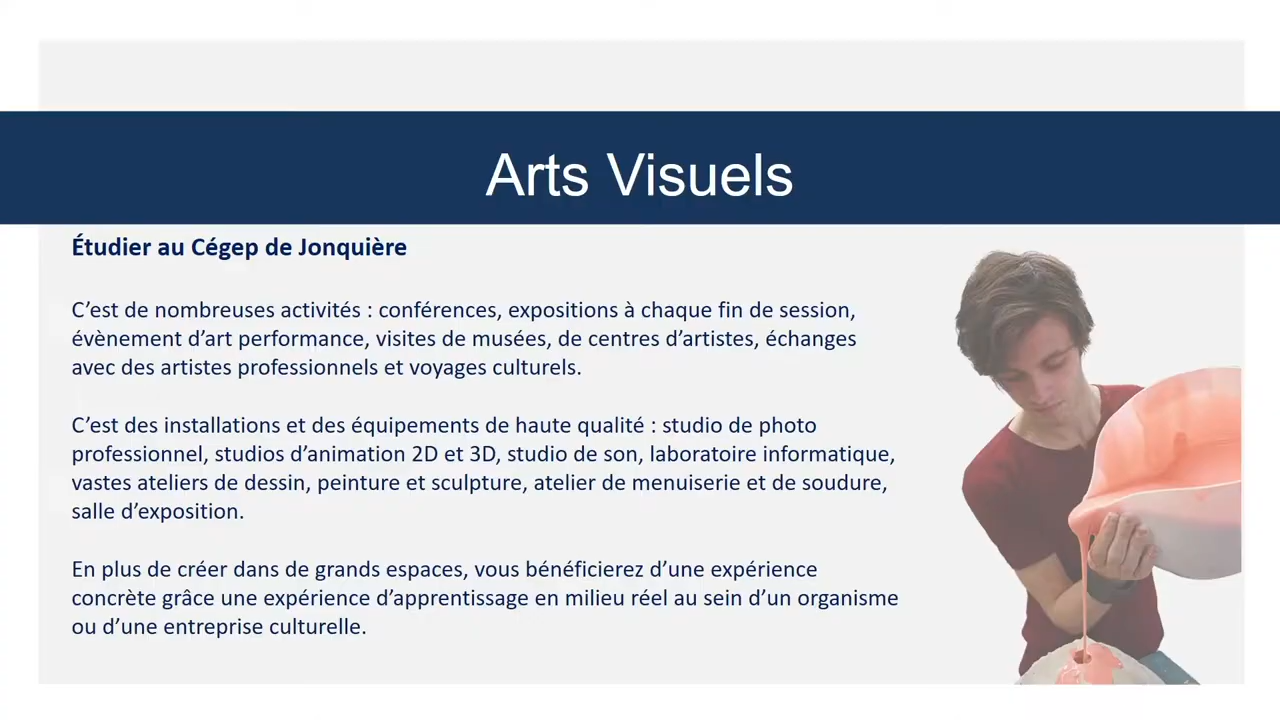 Arts Visuels
Étudier au Cégep de Jonquière
C’est de nombreuses activités : conférences, expositions à chaque fin de session,
évènement d’art performance, visites de musées, de centres d’artistes, échanges
avec des artistes professionnels et voyages culturels.
C’est des installations et des équipements de haute qualité : studio de photo
professionnel, studios d’animation 2D et 3D, studio de son, laboratoire informatique,
vastes ateliers de dessin, peinture et sculpture, atelier de menuiserie et de soudure,
salle d’exposition.
En plus de créer dans de grands espaces, vous bénéficierez d’une expérience
concrète grâce une expérience d’apprentissage en milieu réel au sein d’un organisme
ou d’une entreprise culturelle.